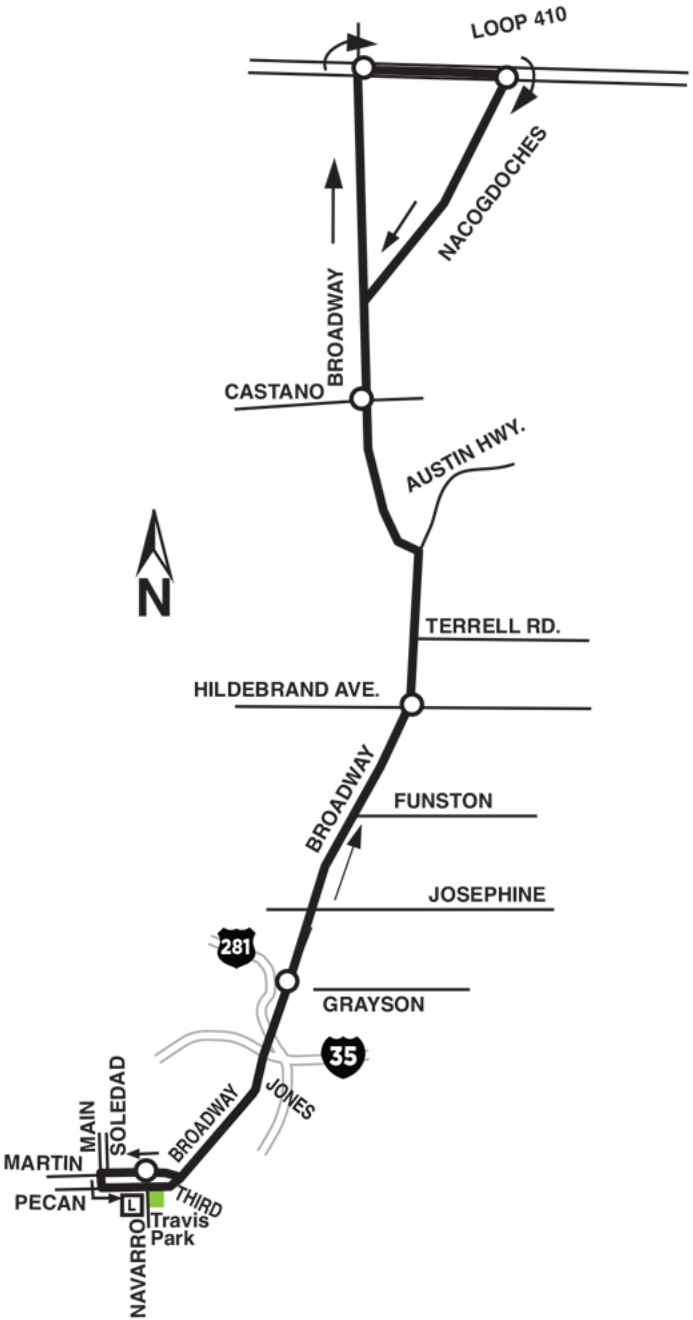 LOOP 410
NACOGDOCHES
BROADWAY
CASTANO
AUSTIN HWY.
N
TERRELL RD.
HILDEBRAND AVE.
BROADWAY
FUNSTON
JOSEPHINE
281
GRAYSON
35
JONES
BROADWAY
SOLEDAD
MAIN
MARTIN
PECAN
THIRD
L
Travis
Park
NAVARRO